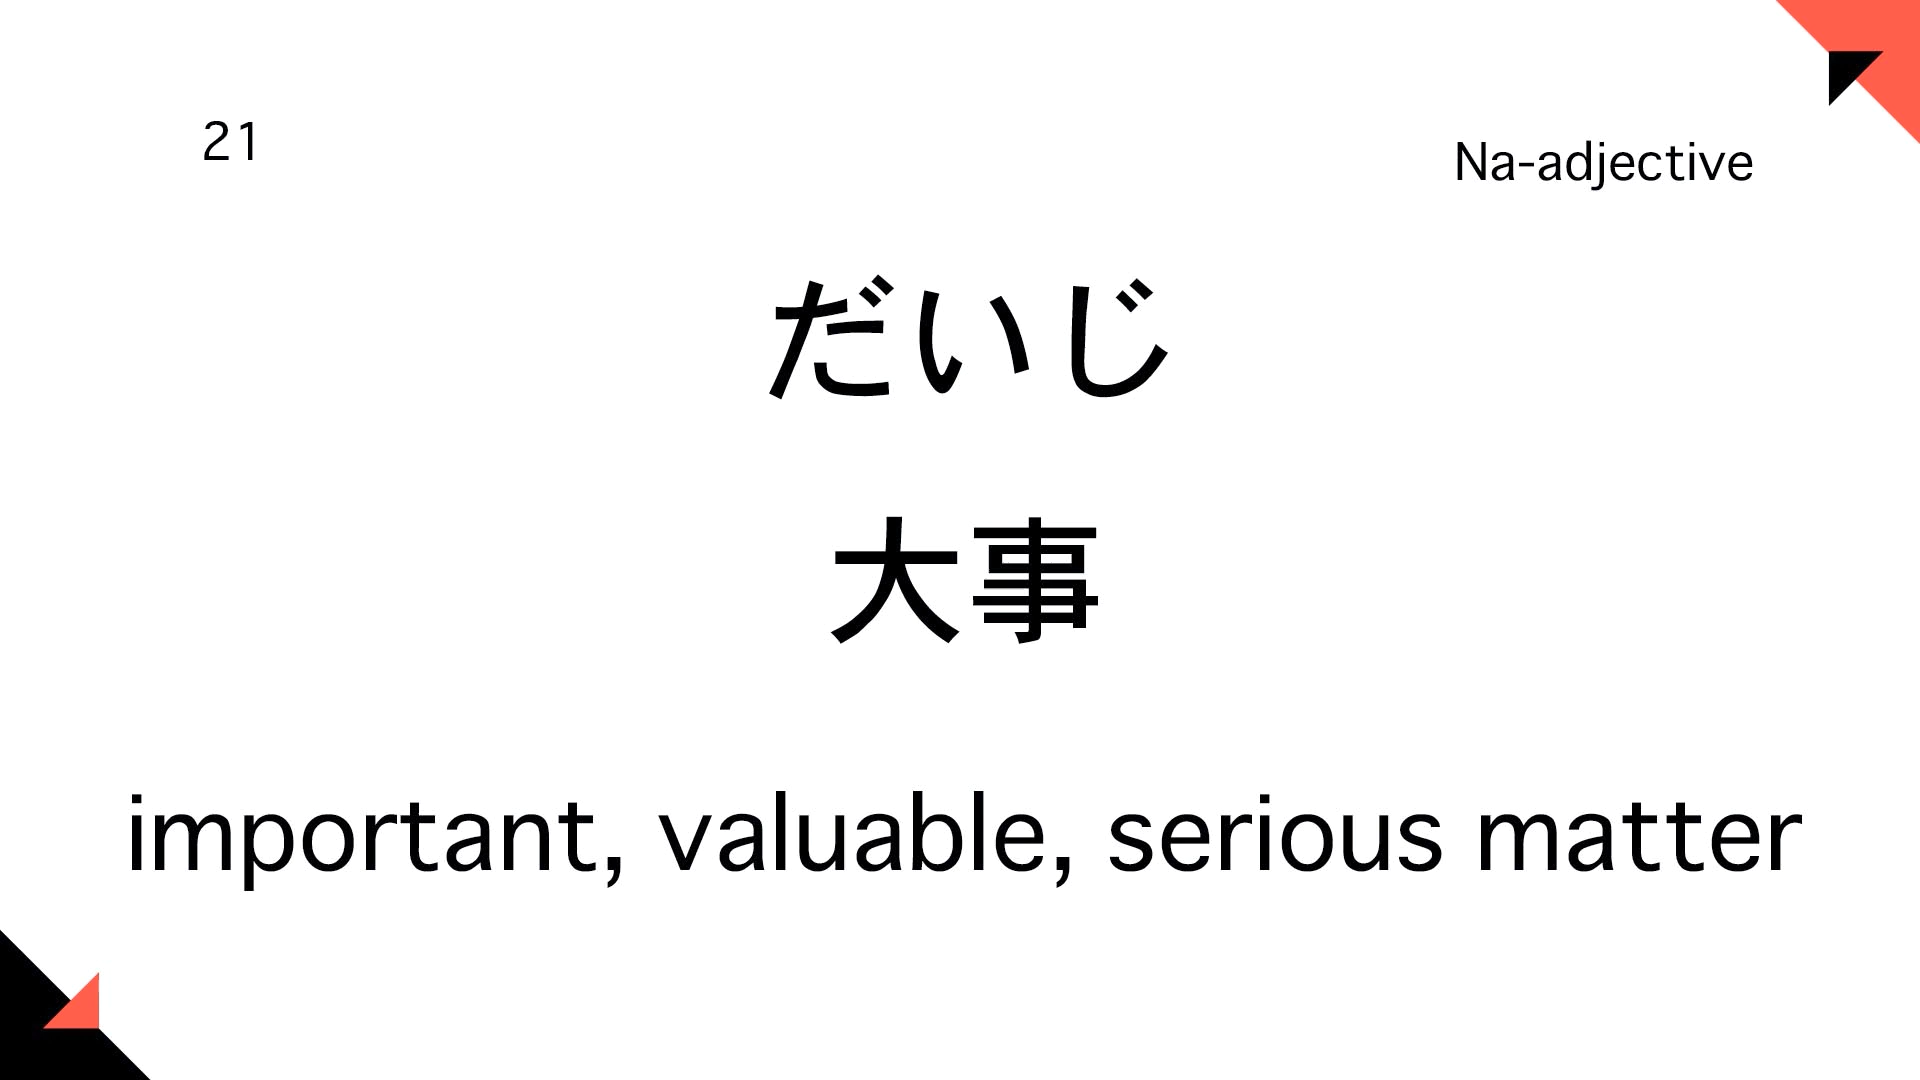 21
Na-adjective
だいじ
大事
important, valuable, serious matter